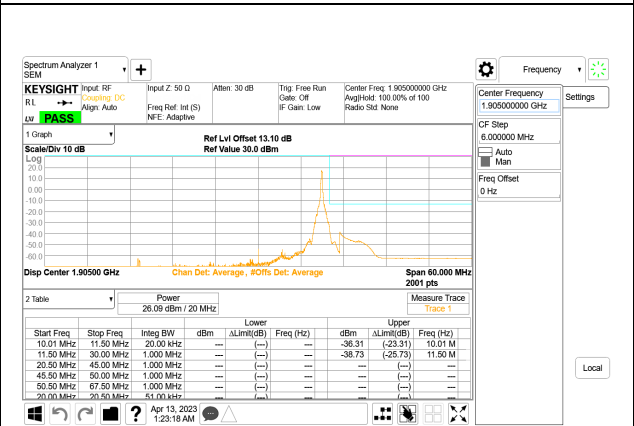 Spectrum Analyzer 1
SEM
+
Frequency
KEYSIGHT
Input: RF
Coupling: DC
Align: Auto
Input Z: 50 Ω
Freq Ref: Int (S)
NFE: Adaptive
Atten: 30 dB
Trig: Free Run
Gate: Off
IF Gain: Low
Center Freq: 1.905000000 GHz
Avg|Hold: 100.00% of 100
Radio Std: None
R L
LXI PASS
Center Frequency
1.905000000 GHz
Settings
CF Step
6.000000 MHz
Auto
Man
Freq Offset
0 Hz
1 Graph
Ref Lvl Offset 13.10 dB
Scale/Div 10 dB
Ref Value 30.0 dBm
Log
20.0
10.0
0.00
-10.0
-20.0
-30.0
-40.0
-50.0
-60.0
Disp Center 1.90500 GHz
Chan Det: Average, #Offs Det: Average
Span 60.000 MHz
2001 pts
2 Table
Power
26.09 dBm / 20 MHz
Measure Trace
Trace 1
Lower Upper
Start Freq Stop Freq Integ BW dBm ΔLimit(dB) Freq (Hz) dBm ΔLimit(dB) Freq (Hz)
10.01 MHz 11.50 MHz 20.00 kHz --- (---) --- -36.31 (-23.31) 10.01 M
11.50 MHz 30.00 MHz 1.000 MHz --- (---) --- -38.73 (-25.73) 11.50 M
20.50 MHz 45.00 MHz 1.000 MHz --- (---) --- --- (---) ---
45.50 MHz 50.00 MHz 1.000 MHz --- (---) --- --- (---) ---
50.50 MHz 67.50 MHz 1.000 MHz --- (---) --- --- (---) ---
20.00 MHz 20.50 MHz 51.00 kHz --- (---) --- --- (---) ---
Local
?
Apr 13, 2023
1:23:18 AM